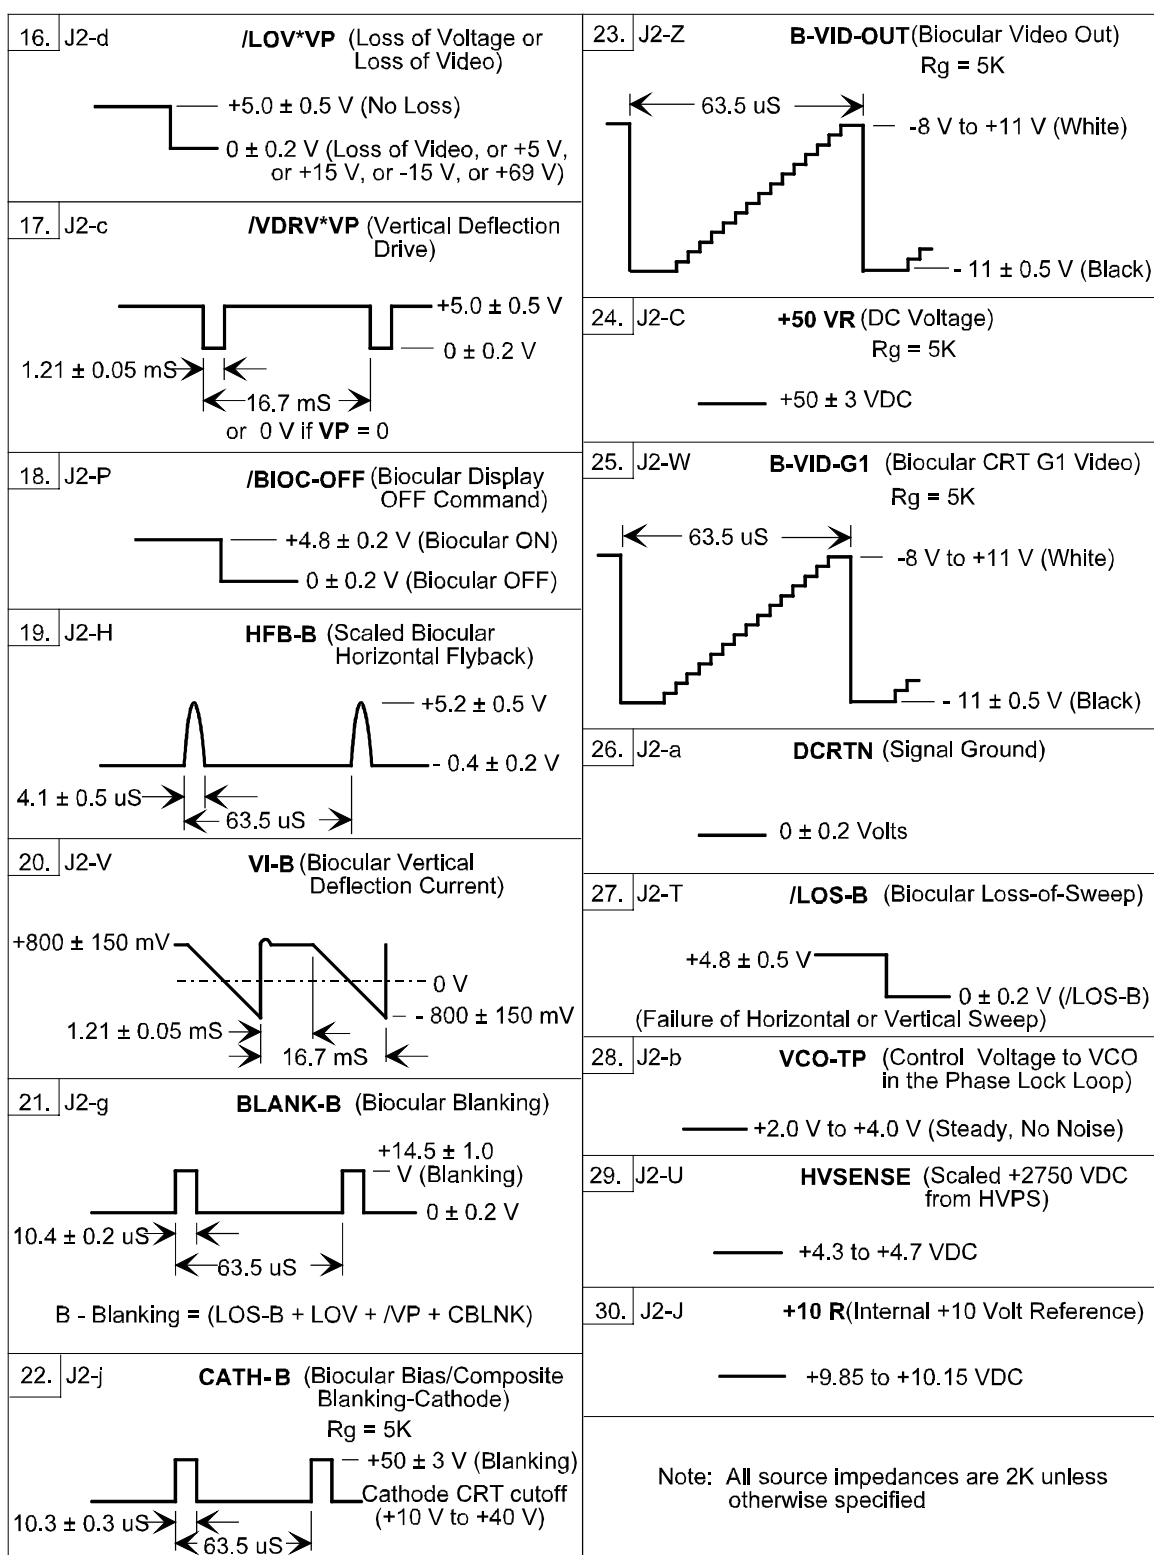 16. J2-d /LOV*VP (Loss of Voltage or
Loss of Video)
+5.0 ± 0.5 V (No Loss)
0 ± 0.2 V (Loss of Video, or +5 V,
or +15 V, or -15 V, or +69 V)
17. J2-c /VDRV*VP (Vertical Deflection
Drive)
+5.0 ± 0.5 V
0 ± 0.2 V
1.21 ± 0.05 mS
16.7 mS
or 0 V if VP = 0
18. J2-P /BIOC-OFF (Biocular Display
OFF Command)
+4.8 ± 0.2 V (Biocular ON)
0 ± 0.2 V (Biocular OFF)
19. J2-H HFB-B (Scaled Biocular
Horizontal Flyback)
+5.2 ± 0.5 V
- 0.4 ± 0.2 V
4.1 ± 0.5 uS
63.5 uS
20. J2-V VI-B (Biocular Vertical
Deflection Current)
+800 ± 150 mV
0 V
- 800 ± 150 mV
1.21 ± 0.05 mS
16.7 mS
21. J2-g BLANK-B (Biocular Blanking)
+14.5 ± 1.0
V (Blanking)
0 ± 0.2 V
10.4 ± 0.2 uS
63.5 uS
B - Blanking = (LOS-B + LOV + /VP + CBLNK)
22. J2-j CATH-B (Biocular Bias/Composite
Blanking-Cathode)
Rg = 5K
+50 ± 3 V (Blanking)
Cathode CRT cutoff
(+10 V to +40 V)
10.3 ± 0.3 uS
63.5 uS
23. J2-Z B-VID-OUT (Biocular Video Out)
Rg = 5K
63.5 uS
-8 V to +11 V (White)
- 11 ± 0.5 V (Black)
24. J2-C +50 VR (DC Voltage)
Rg = 5K
+50 ± 3 VDC
25. J2-W B-VID-G1 (Biocular CRT G1 Video)
Rg = 5K
63.5 uS
-8 V to +11 V (White)
- 11 ± 0.5 V (Black)
26. J2-a DCRTN (Signal Ground)
0 ± 0.2 Volts
27. J2-T /LOS-B (Biocular Loss-of-Sweep)
+4.8 ± 0.5 V
0 ± 0.2 V (/LOS-B)
(Failure of Horizontal or Vertical Sweep)
28. J2-b VCO-TP (Control Voltage to VCO
in the Phase Lock Loop)
+2.0 V to +4.0 V (Steady, No Noise)
29. J2-U HVSENSE (Scaled +2750 VDC
from HVPS)
+4.3 to +4.7 VDC
30. J2-J +10 R (Internal +10 Volt Reference)
+9.85 to +10.15 VDC
Note: All source impedances are 2K unless
otherwise specified